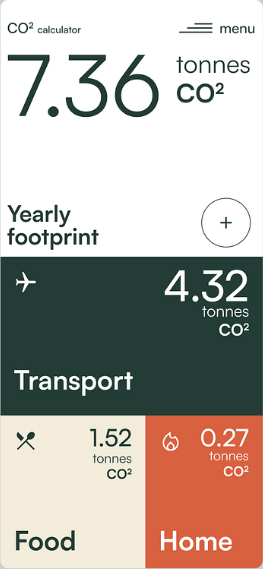 CO² calculator
menu
7.36
tonnes
CO²
Yearly
footprint
+
4.32
tonnes
CO²
Transport
1.52
tonnes
CO²
Food
0.27
tonnes
CO²
Home